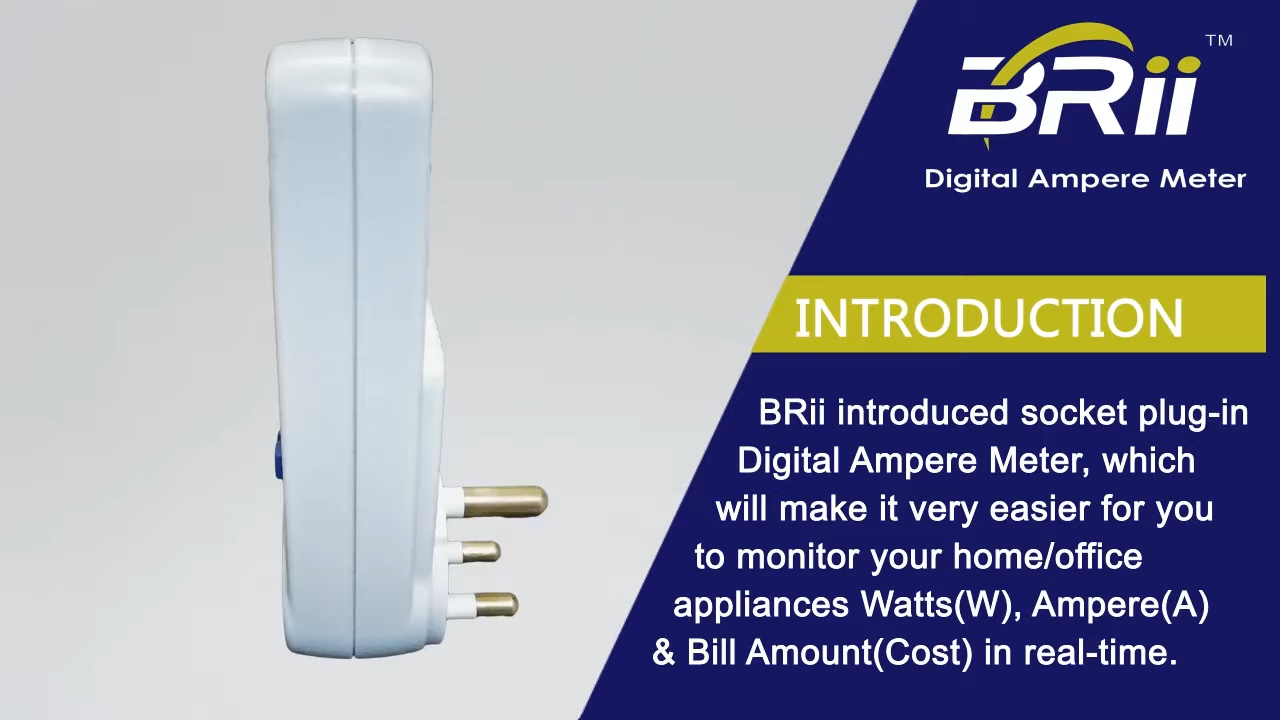 BRii TM
Digital Ampere Meter
INTRODUCTION
BRii introduced socket plug-in
Digital Ampere Meter, which
will make it very easier for you
to monitor your home/office
appliances Watts(W), Ampere(A)
& Bill Amount(Cost) in real-time.